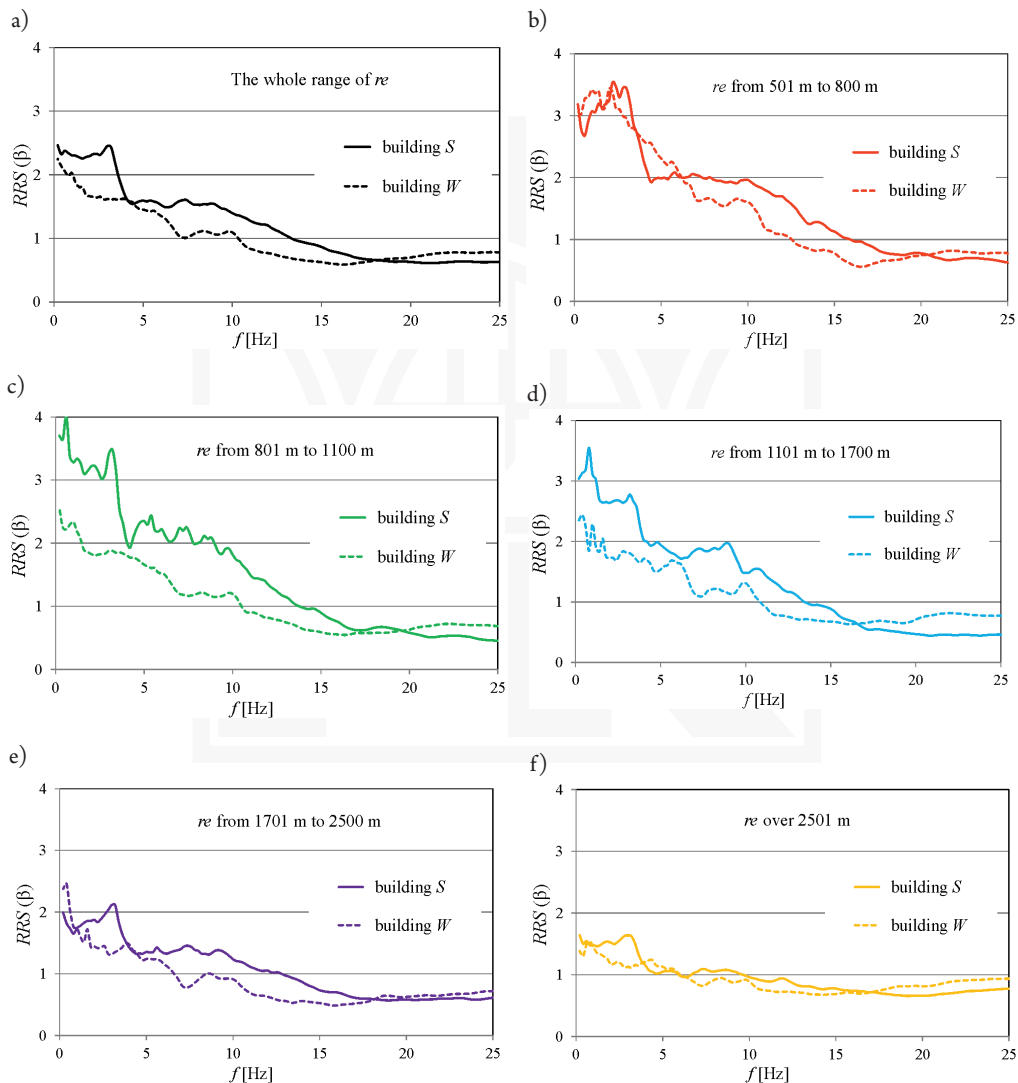 a)
4
3
2
1
0
RRS (β)
The whole range of re
building S
building W
0 5 10 15 20 25
f [Hz]
b)
4
3
2
1
0
RRS (β)
re from 501 m to 800 m
building S
building W
0 5 10 15 20 25
f [Hz]
c)
4
3
2
1
0
RRS (β)
re from 801 m to 1100 m
building S
building W
0 5 10 15 20 25
f [Hz]
d)
4
3
2
1
0
RRS (β)
re from 1101 m to 1700 m
building S
building W
0 5 10 15 20 25
f [Hz]
e)
4
3
2
1
0
RRS (β)
re from 1701 m to 2500 m
building S
building W
0 5 10 15 20 25
f [Hz]
f)
4
3
2
1
0
RRS (β)
re over 2501 m
building S
building W
0 5 10 15 20 25
f [Hz]